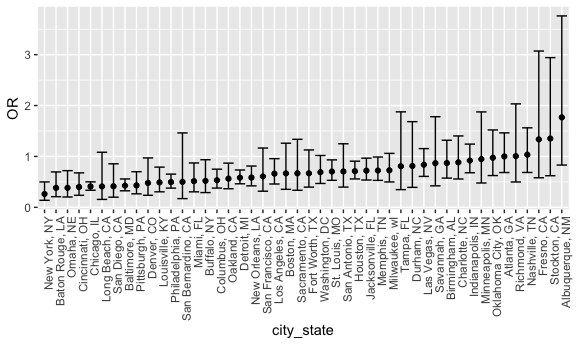 OR
3
2
1
0
New York, NY
Baton Rouge, LA
Omaha, NE
Cincinnati, OH
Chicago, IL
Long Beach, CA
San Diego, CA
Baltimore, MD
Pittsburgh, PA
Denver, CO
Louisville, KY
Philadelphia, PA
San Bernardino, CA
Miami, FL
Buffalo, NY
Columbus, OH
Oakland, CA
Detroit, MI
New Orleans, LA
San Francisco, CA
Los Angeles, CA
Boston, MA
Sacramento, CA
Fort Worth, TX
Washington, DC
St. Louis, MO
San Antonio, TX
Houston, TX
Jacksonville, FL
Memphis, TN
Milwaukee, wI
Tampa, FL
Durham, NC
Las Vegas, NV
Savannah, GA
Birmingham, AL
Charlotte, NC
Indianapolis, IN
Minneapolis, MN
Oklahoma City, OK
Atlanta, GA
Richmond, VA
Nashville, TN
Fresno, CA
Stockton, CA
Albuquerque, NM
city_state